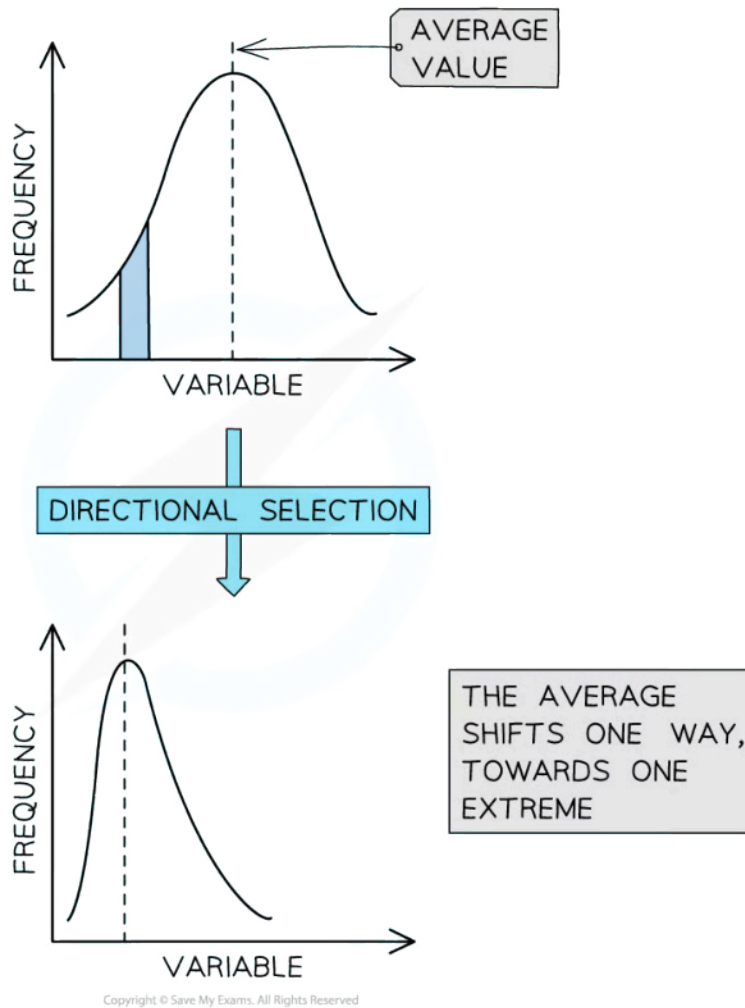 AVERAGE
VALUE
FREQUENCY
VARIABLE
DIRECTIONAL SELECTION
FREQUENCY
THE AVERAGE
SHIFTS ONE WAY,
TOWARDS ONE
EXTREME
VARIABLE
Copyright © Save My Exams. All Rights Reserved